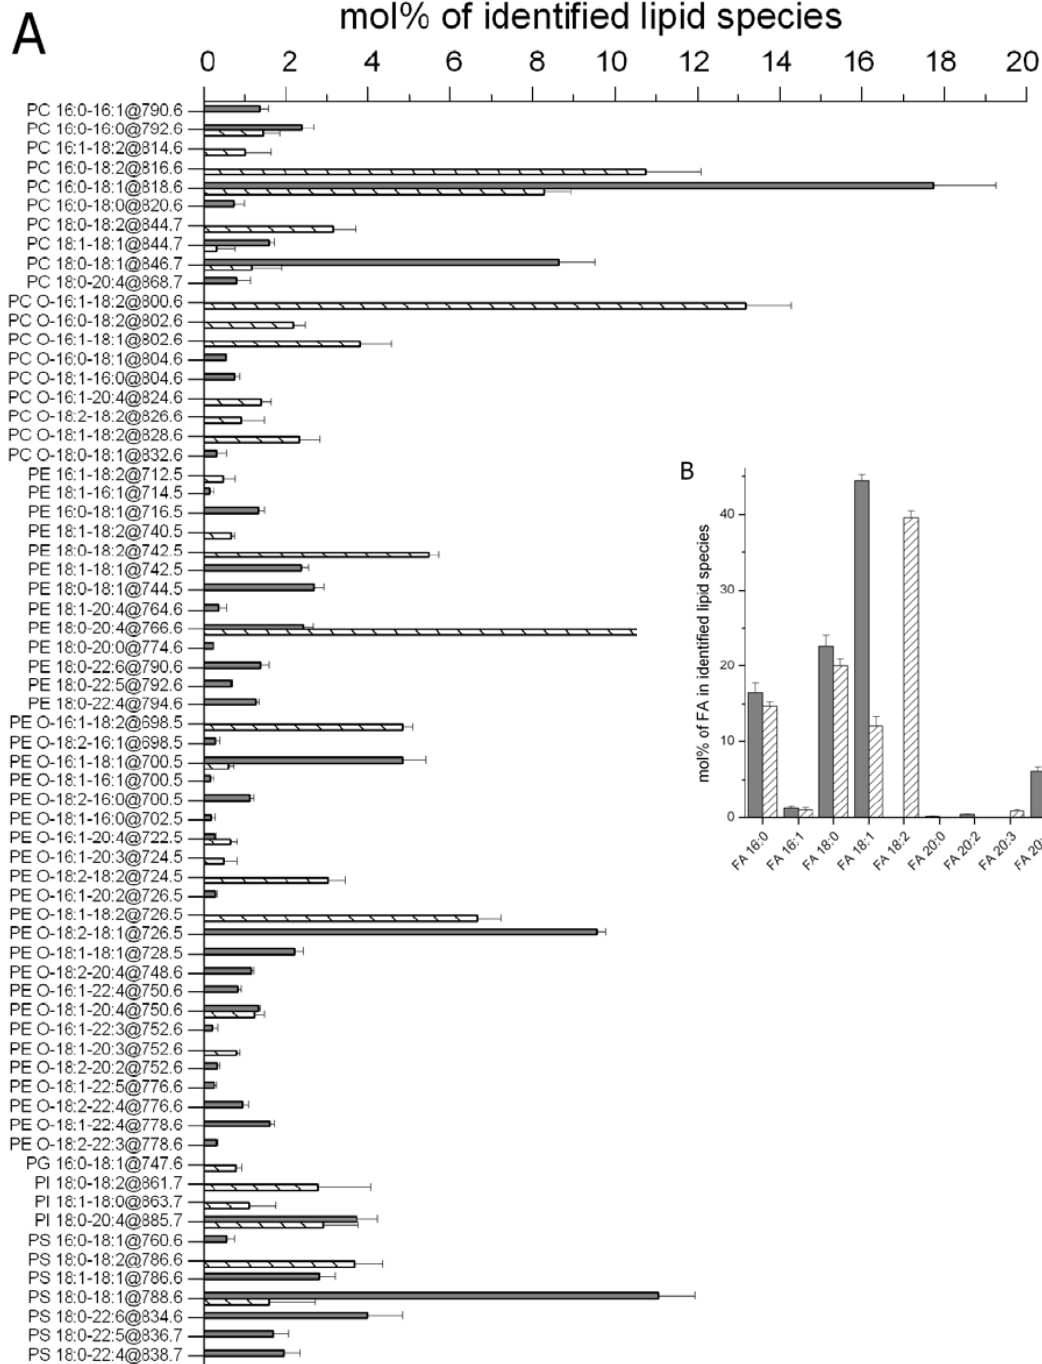 A
mol% of identified lipid species
0 2 4 6 8 10 12 14 16 18 20
PC 16:0-16:1@790.6
PC 16:0-16:0@792.6
PC 16:1-18:2@814.6
PC 16:0-18:2@816.6
PC 16:0-18:1@818.6
PC 16:0-18:0@820.6
PC 18:0-18:2@844.7
PC 18:1-18:1@844.7
PC 18:0-18:1@846.7
PC 18:0-20:4@868.7
PC O-16:1-18:2@800.6
PC O-16:0-18:2@802.6
PC O-16:1-18:1@802.6
PC O-16:0-18:1@804.6
PC O-18:1-16:0@804.6
PC O-16:1-20:4@824.6
PC O-18:2-18:2@826.6
PC O-18:1-18:2@828.6
PC O-18:0-18:1@832.6
PE 16:1-18:2@712.5
PE 18:1-16:1@714.5
PE 16:0-18:1@716.5
PE 18:1-18:2@740.5
PE 18:0-18:2@742.5
PE 18:1-18:1@742.5
PE 18:0-18:1@744.5
PE 18:1-20:4@764.6
PE 18:0-20:4@766.6
PE 18:0-20:0@774.6
PE 18:0-22:6@790.6
PE 18:0-22:5@792.6
PE 18:0-22:4@794.6
PE O-16:1-18:2@698.5
PE O-18:2-16:1@698.5
PE O-16:1-18:1@700.5
PE O-18:1-16:1@700.5
PE O-18:2-16:0@700.5
PE O-18:1-16:0@702.5
PE O-16:1-20:4@722.5
PE O-16:1-20:3@724.5
PE O-18:2-18:2@724.5
PE O-16:1-20:2@726.5
PE O-18:1-18:2@726.5
PE O-18:2-18:1@726.5
PE O-18:1-18:1@728.5
PE O-18:2-20:4@748.6
PE O-16:1-22:4@750.6
PE O-18:1-20:4@750.6
PE O-16:1-22:3@752.6
PE O-18:1-20:3@752.6
PE O-18:2-20:2@752.6
PE O-18:1-22:5@776.6
PE O-18:2-22:4@776.6
PE O-18:1-22:4@778.6
PE O-18:2-22:3@778.6
PG 16:0-18:1@747.6
PI 18:0-18:2@861.7
PI 18:1-18:0@863.7
PI 18:0-20:4@885.7
PS 16:0-18:1@760.6
PS 18:0-18:2@786.6
PS 18:1-18:1@786.6
PS 18:0-18:1@788.6
PS 18:0-22:6@834.6
PS 18:0-22:5@836.7
PS 18:0-22:4@838.7
B
mol% of FA in identified lipid species
40
30
20
10
0
FA 16:0
FA 16:1
FA 18:0
FA 18:1
FA 18:2
FA 20:0
FA 20:2
FA 20:3
FA 20: